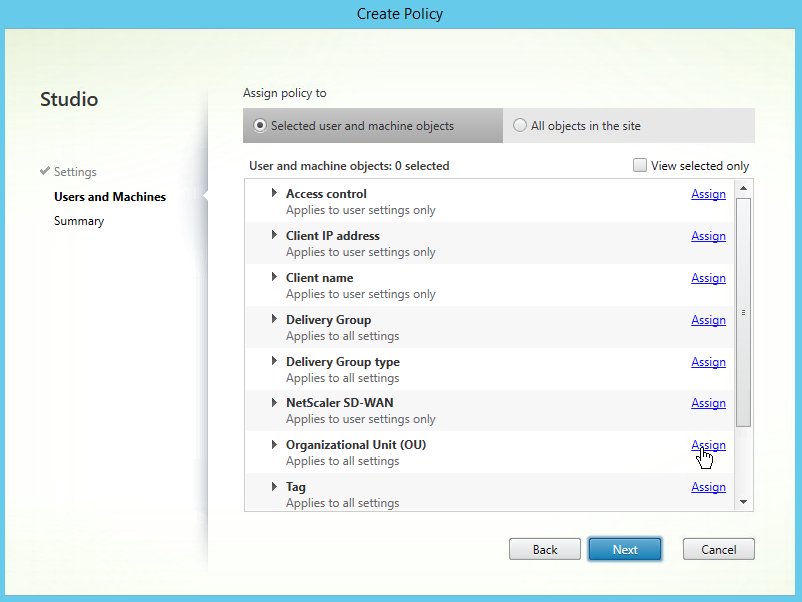 Create Policy
Studio
Settings
Users and Machines
Summary
Assign policy to
Selected user and machine objects
All objects in the site
User and machine objects: 0 selected
View selected only
Access control
Assign
Applies to user settings only
Client IP address
Assign
Applies to user settings only
Client name
Assign
Applies to user settings only
Delivery Group
Assign
Applies to all settings
Delivery Group type
Assign
Applies to all settings
NetScaler SD-WAN
Assign
Applies to user settings only
Organizational Unit (OU)
Assign
Applies to all settings
Tag
Assign
Applies to all settings
Back
Next
Cancel